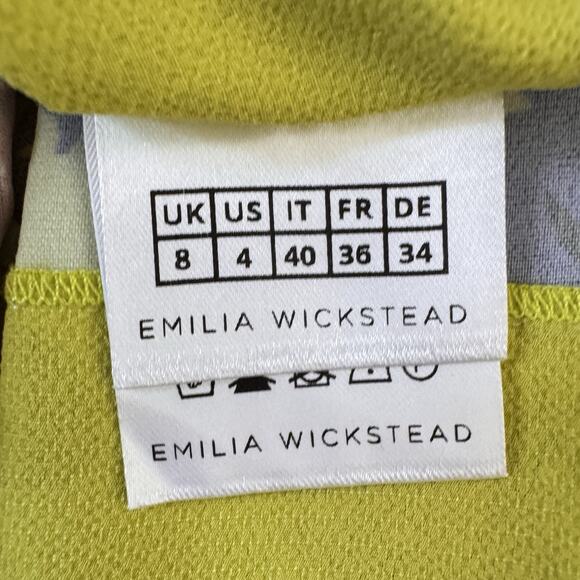 UK US IT FR DE
8 4 40 36 34
EMILIA WICKSTEAD
EMILIA WICKSTEAD